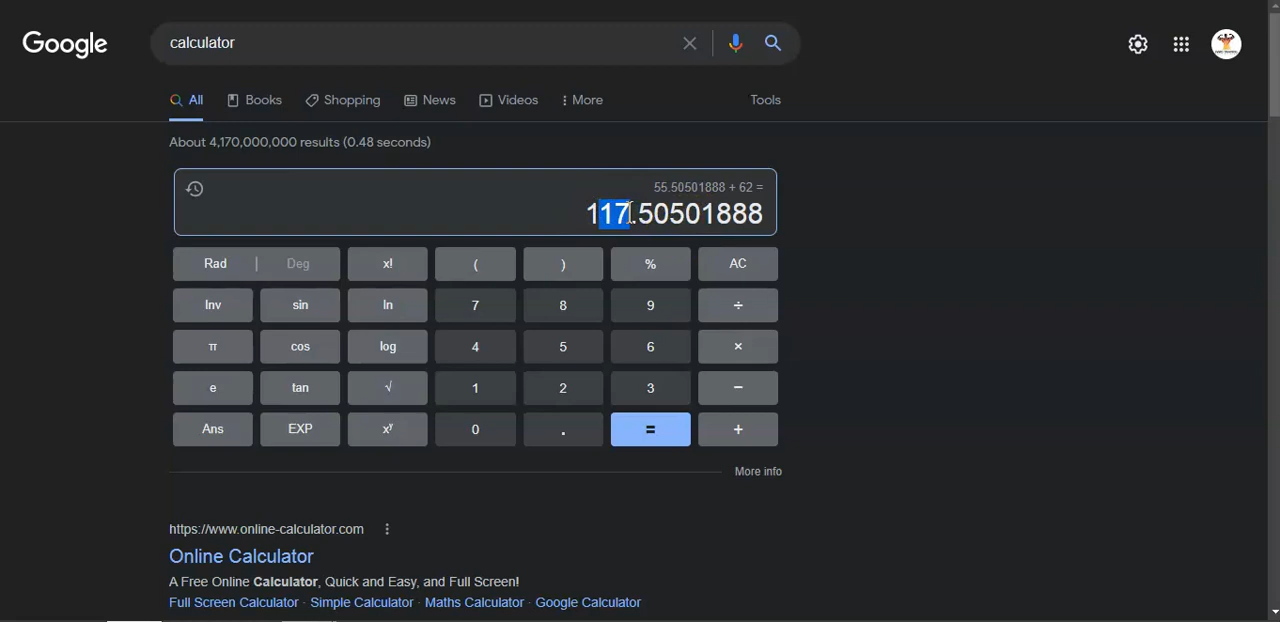 Google
calculator
All Books Shopping News Videos More Tools
About 4,170,000,000 results (0.48 seconds)
55.50501888 + 62 =
117.50501888
Rad | Deg x! ( ) % AC
Inv sin ln 7 8 9 ÷
π cos log 4 5 6 ×
e tan √ 1 2 3 −
Ans EXP xʸ 0 . = +
More info
https://www.online-calculator.com
Online Calculator
A Free Online Calculator, Quick and Easy, and Full Screen!
Full Screen Calculator · Simple Calculator · Maths Calculator · Google Calculator